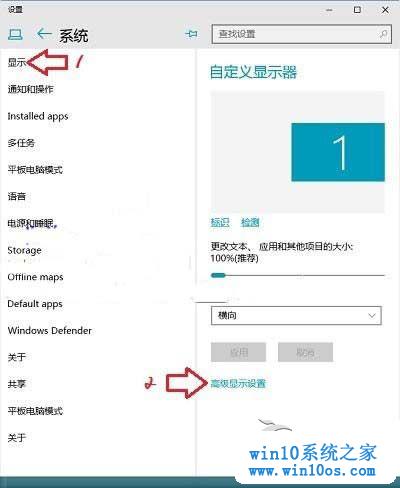 设置
系统
查找设置
显示
1
通知和操作
Installed apps
多任务
平板电脑模式
语音
电源和睡眠
Storage
Offline maps
Default apps
Windows Defender
关于
共享
平板电脑模式
关于
自定义显示器
1
标识 检测
更改文本、应用和其他项目的大小:
100%(推荐)
横向
应用 取消
2
高级显示设置
win10系统之家
www.win10os.com